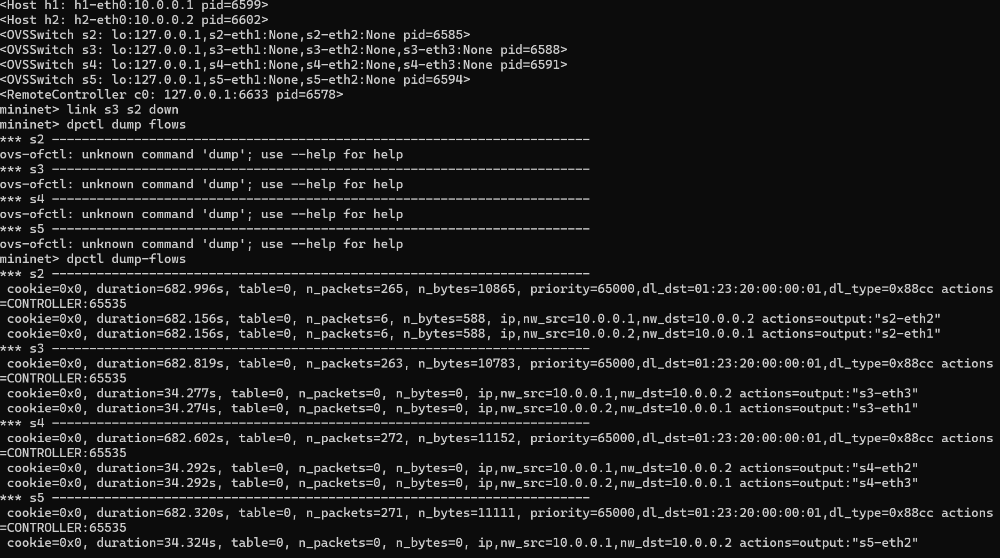 <Host h1: h1-eth0:10.0.0.1 pid=6599>
<Host h2: h2-eth0:10.0.0.2 pid=6602>
<OVSSwitch s2: lo:127.0.0.1,s2-eth1:None,s2-eth2:None pid=6585>
<OVSSwitch s3: lo:127.0.0.1,s3-eth1:None,s3-eth2:None,s3-eth3:None pid=6588>
<OVSSwitch s4: lo:127.0.0.1,s4-eth1:None,s4-eth2:None,s4-eth3:None pid=6591>
<OVSSwitch s5: lo:127.0.0.1,s5-eth1:None,s5-eth2:None pid=6594>
<RemoteController c0: 127.0.0.1:6633 pid=6578>
mininet> link s3 s2 down
mininet> dpctl dump flows
*** s2 ------------------------------------------------------------------------
ovs-ofctl: unknown command 'dump'; use --help for help
*** s3 ------------------------------------------------------------------------
ovs-ofctl: unknown command 'dump'; use --help for help
*** s4 ------------------------------------------------------------------------
ovs-ofctl: unknown command 'dump'; use --help for help
*** s5 ------------------------------------------------------------------------
ovs-ofctl: unknown command 'dump'; use --help for help
mininet> dpctl dump-flows
*** s2 ------------------------------------------------------------------------
 cookie=0x0, duration=682.996s, table=0, n_packets=265, n_bytes=10865, priority=65000,dl_dst=01:23:20:00:00:01,dl_type=0x88cc actions
=CONTROLLER:65535
 cookie=0x0, duration=682.156s, table=0, n_packets=6, n_bytes=588, ip,nw_src=10.0.0.1,nw_dst=10.0.0.2 actions=output:"s2-eth2"
 cookie=0x0, duration=682.156s, table=0, n_packets=6, n_bytes=588, ip,nw_src=10.0.0.2,nw_dst=10.0.0.1 actions=output:"s2-eth1"
*** s3 ------------------------------------------------------------------------
 cookie=0x0, duration=682.819s, table=0, n_packets=263, n_bytes=10783, priority=65000,dl_dst=01:23:20:00:00:01,dl_type=0x88cc actions
=CONTROLLER:65535
 cookie=0x0, duration=34.277s, table=0, n_packets=0, n_bytes=0, ip,nw_src=10.0.0.1,nw_dst=10.0.0.2 actions=output:"s3-eth3"
 cookie=0x0, duration=34.274s, table=0, n_packets=0, n_bytes=0, ip,nw_src=10.0.0.2,nw_dst=10.0.0.1 actions=output:"s3-eth1"
*** s4 ------------------------------------------------------------------------
 cookie=0x0, duration=682.602s, table=0, n_packets=272, n_bytes=11152, priority=65000,dl_dst=01:23:20:00:00:01,dl_type=0x88cc actions
=CONTROLLER:65535
 cookie=0x0, duration=34.292s, table=0, n_packets=0, n_bytes=0, ip,nw_src=10.0.0.1,nw_dst=10.0.0.2 actions=output:"s4-eth2"
 cookie=0x0, duration=34.292s, table=0, n_packets=0, n_bytes=0, ip,nw_src=10.0.0.2,nw_dst=10.0.0.1 actions=output:"s4-eth3"
*** s5 ------------------------------------------------------------------------
 cookie=0x0, duration=682.320s, table=0, n_packets=271, n_bytes=11111, priority=65000,dl_dst=01:23:20:00:00:01,dl_type=0x88cc actions
=CONTROLLER:65535
 cookie=0x0, duration=34.324s, table=0, n_packets=0, n_bytes=0, ip,nw_src=10.0.0.1,nw_dst=10.0.0.2 actions=output:"s5-eth2"